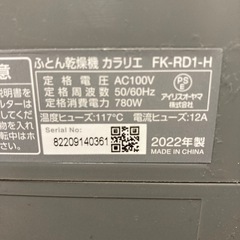 意
ふとん乾燥機 カラリエ FK-RD1-H
定格電圧 AC100V
定格周波数 50/60Hz
定格消費電力 780W
温度ヒューズ:117℃ 電流ヒューズ:12A
PS
E
アイリスオーヤマ
株式会社
Serial No.
82209140361
2022年製